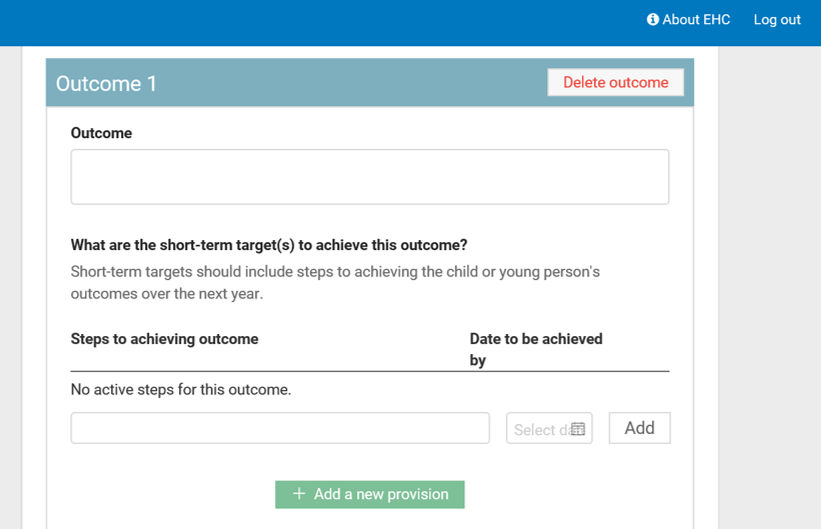 About EHC Log out
Outcome 1 Delete outcome
Outcome
What are the short-term target(s) to achieve this outcome?
Short-term targets should include steps to achieving the child or young person's
outcomes over the next year.
Steps to achieving outcome Date to be achieved
by
No active steps for this outcome.
Select date Add
+ Add a new provision